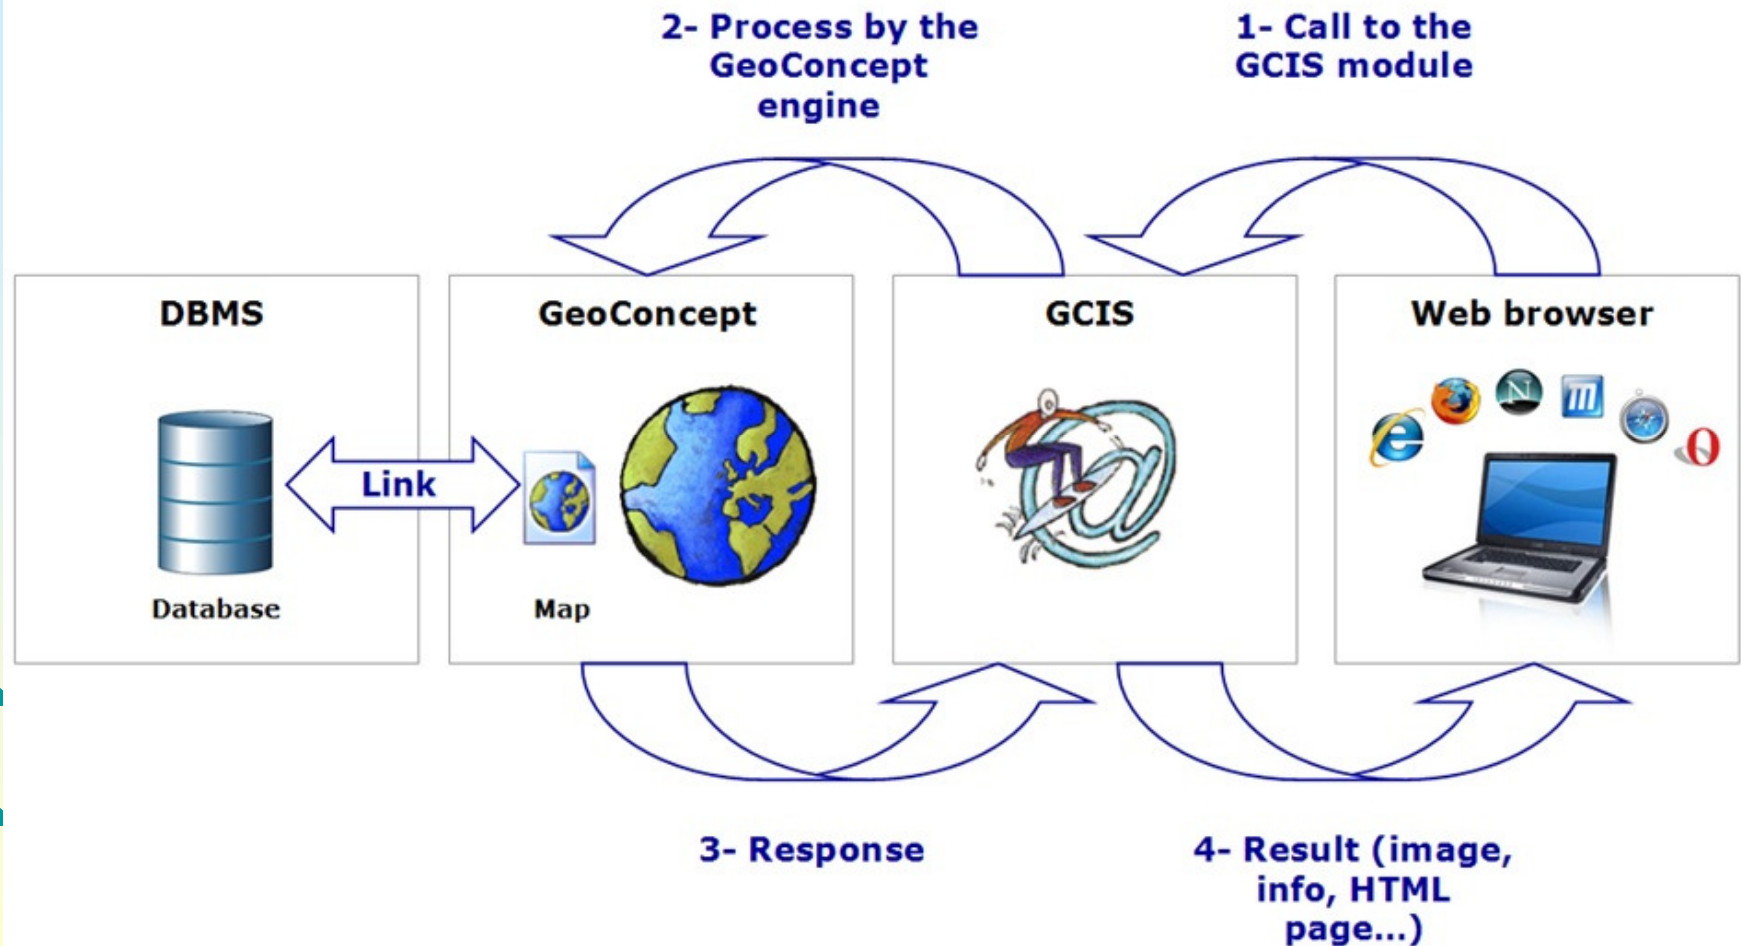 2- Process by the
GeoConcept
engine
1- Call to the
GCIS module
DBMS
GeoConcept
GCIS
Web browser
N
m
e
O
Link
Database
Map
3- Response
4- Result (image,
info, HTML
page...)